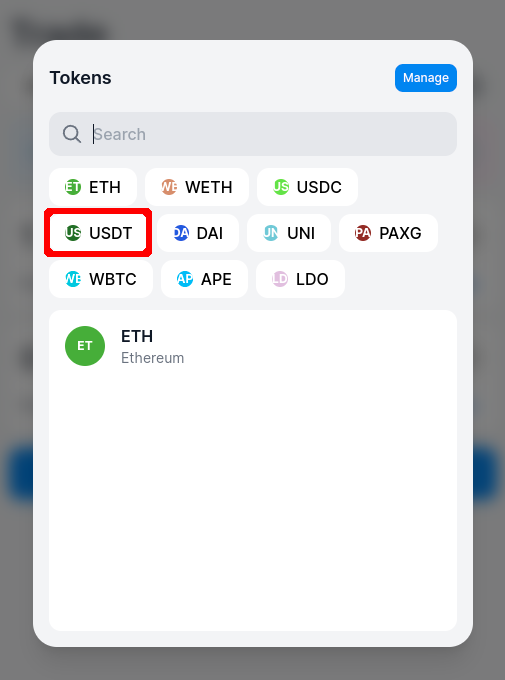 Trade
Tokens
Manage
Search
ET ETH
WE WETH
US USDC
US USDT
DA DAI
UN UNI
PA PAXG
WB WBTC
AP APE
LD LDO
ET
ETH
Ethereum